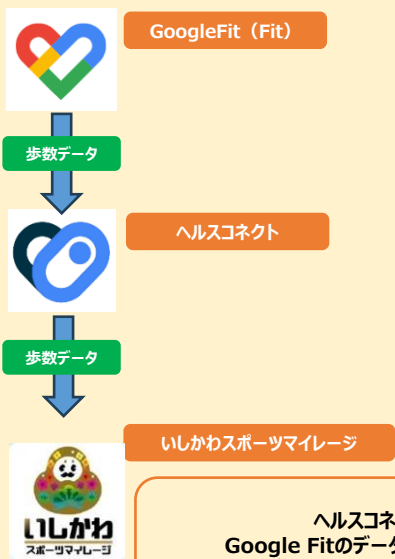 GoogleFit（Fit）
歩数データ
ヘルスコネクト
歩数データ
いしかわスポーツマイレージ
いしかわ
スポーツマイレージ
ヘルスコネ
Google Fitのデータ